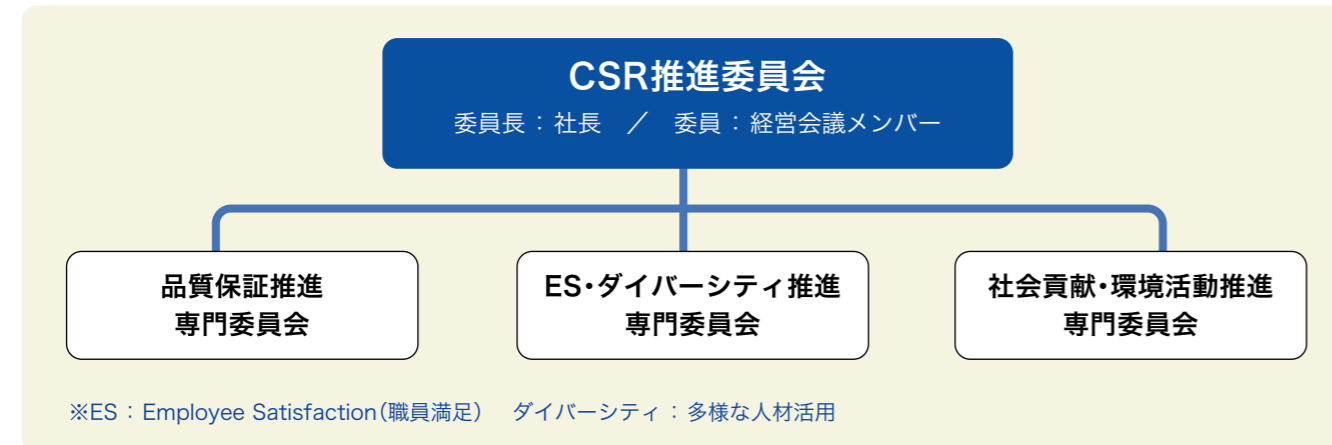 CSR推進委員会
委員長：社長　／　委員：経営会議メンバー
品質保証推進
専門委員会
ES・ダイバーシティ推進
専門委員会
社会貢献・環境活動推進
専門委員会
※ES：Employee Satisfaction（職員満足）　ダイバーシティ：多様な人材活用